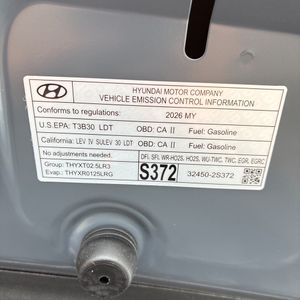 HYUNDAI MOTOR COMPANY
VEHICLE EMISSION CONTROL INFORMATION
Conforms to regulations: 2026 MY
U.S.EPA: T3B30 LDT OBD: CA II Fuel: Gasoline
California: LEV IV SULEV 30 LDT OBD: CA II Fuel: Gasoline
No adjustments needed. DFI, SFI, WR-HO2S, HO2S, WU-TWC, TWC, EGR, EGRC
Group: THYXT02.5LR3
Evap.: THYXR0125LRG
S372 32450-2S372